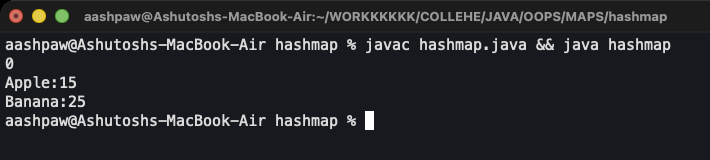 aashpaw@Ashutoshs-MacBook-Air:~/WORKKKKKK/COLLEHE/JAVA/OOPS/MAPS/hashmap
aashpaw@Ashutoshs-MacBook-Air hashmap % javac hashmap.java && java hashmap
0
Apple:15
Banana:25
aashpaw@Ashutoshs-MacBook-Air hashmap %